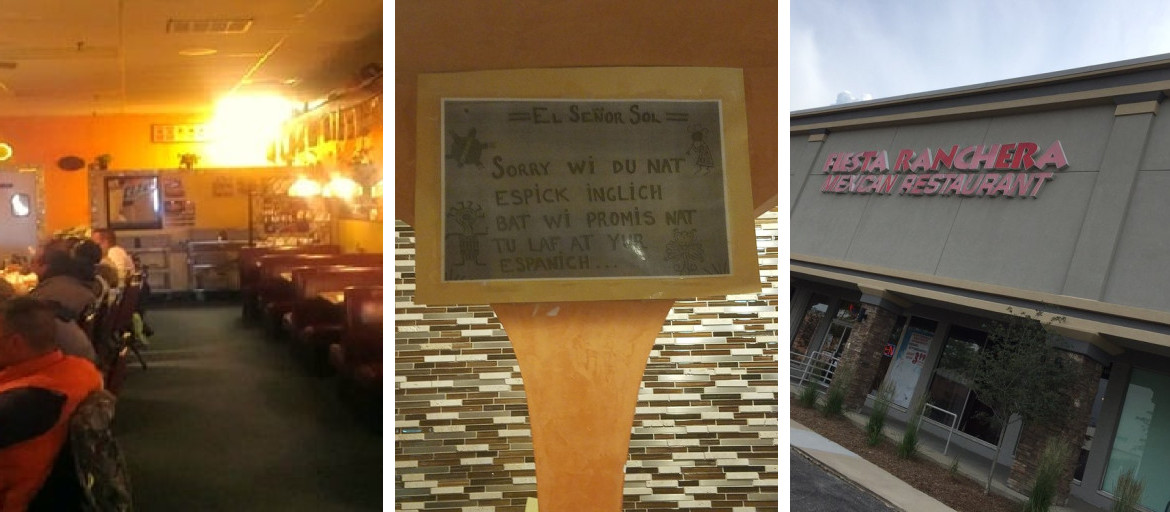 EL SEÑOR SOL
SORRY WI DU NAT
ESPICK INGLICH
BAT WI PROMIS NAT
TU LAF AT YUR
ESPANICH...
FIESTA RANCHERA
MEXICAN RESTAURANT